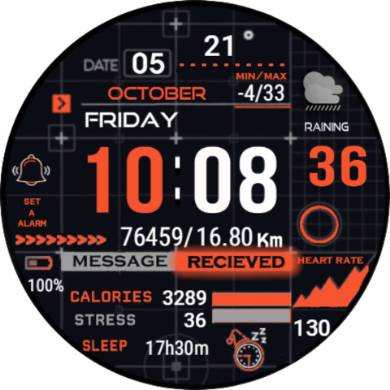 21°
DATE 05
MIN/MAX
OCTOBER -4/33
FRIDAY
RAINING
10:08 36
SET
A
ALARM
76459/16.80 Km
MESSAGE RECIEVED HEART RATE
100%
CALORIES 3289
STRESS 36 130
SLEEP 17h30m
zzz